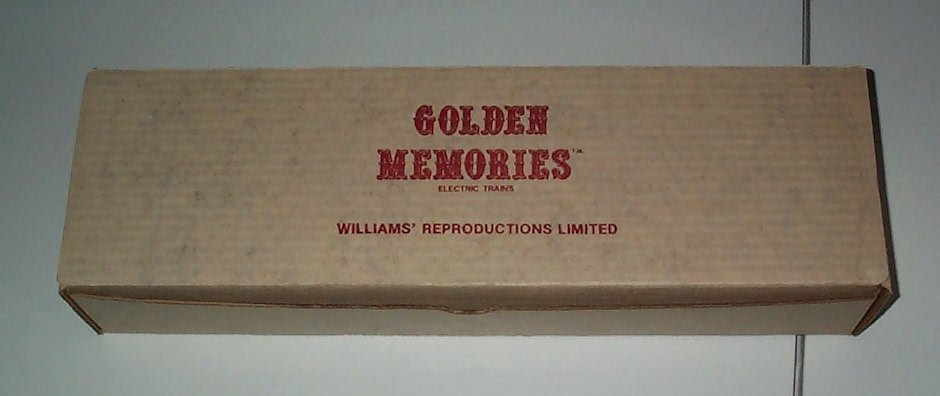 GOLDEN
MEMORIES™
ELECTRIC TRAINS
WILLIAMS' REPRODUCTIONS LIMITED